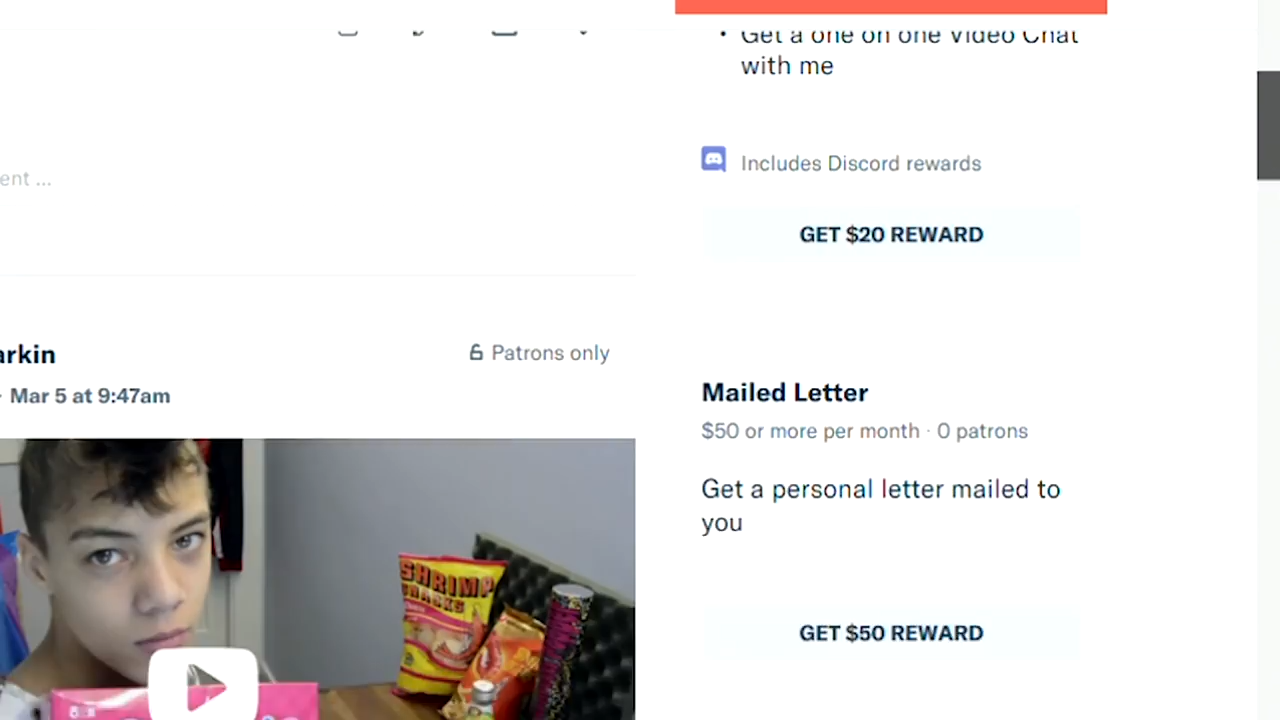 Get a one on one Video Chat
with me
ent ...
Includes Discord rewards
GET $20 REWARD
arkin
Patrons only
Mar 5 at 9:47am
Mailed Letter
$50 or more per month · 0 patrons
Get a personal letter mailed to
you
SHRIMP
SNACKS
GET $50 REWARD